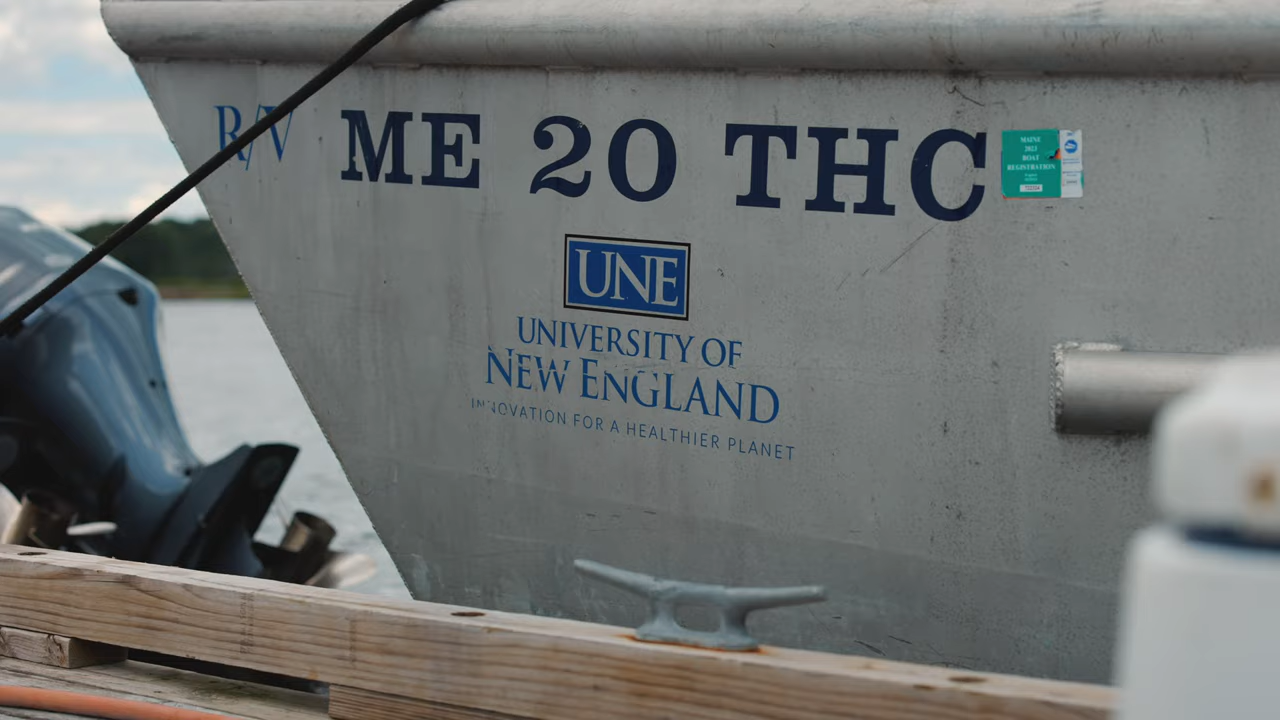 R/V ME 20 THC
MAINE
2023
BOAT
REGISTRATION
UNE
UNIVERSITY OF
NEW ENGLAND
INNOVATION FOR A HEALTHIER PLANET